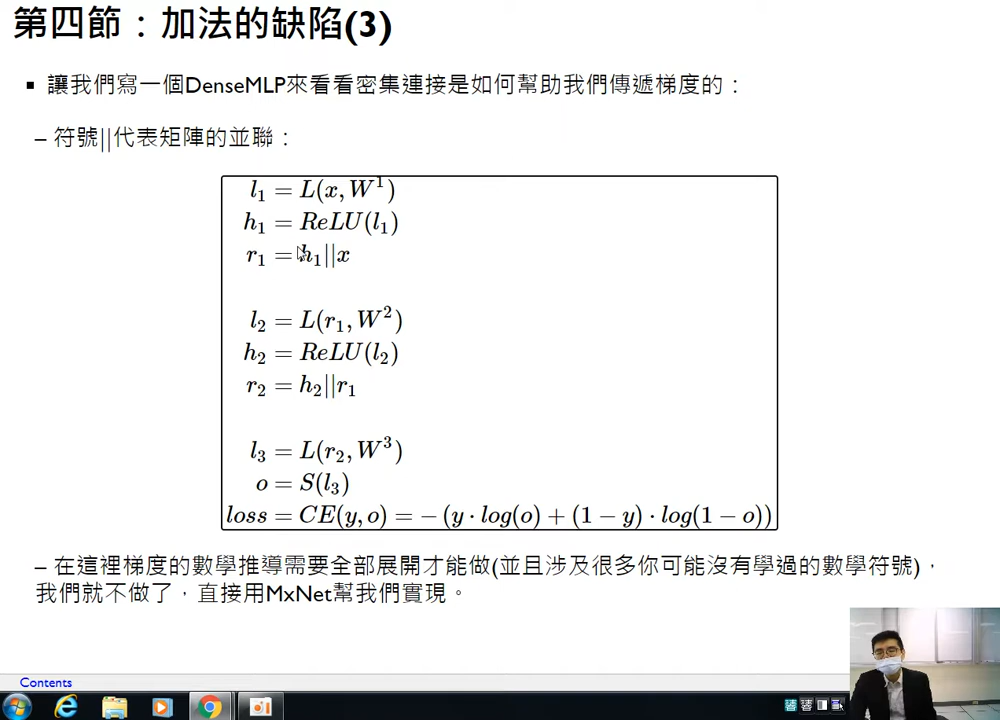 第四節：加法的缺陷(3)
▪ 讓我們寫一個DenseMLP來看看密集連接是如何幫助我們傳遞梯度的：
– 符號||代表矩陣的並聯：
l₁ = L(x, W¹)
h₁ = ReLU(l₁)
r₁ = h₁||x
l₂ = L(r₁, W²)
h₂ = ReLU(l₂)
r₂ = h₂||r₁
l₃ = L(r₂, W³)
o = S(l₃)
loss = CE(y, o) = −(y · log(o) + (1 − y) · log(1 − o))
– 在這裡梯度的數學推導需要全部展開才能做(並且涉及很多你可能沒有學過的數學符號)，
我們就不做了，直接用MxNet幫我們實現。
Contents